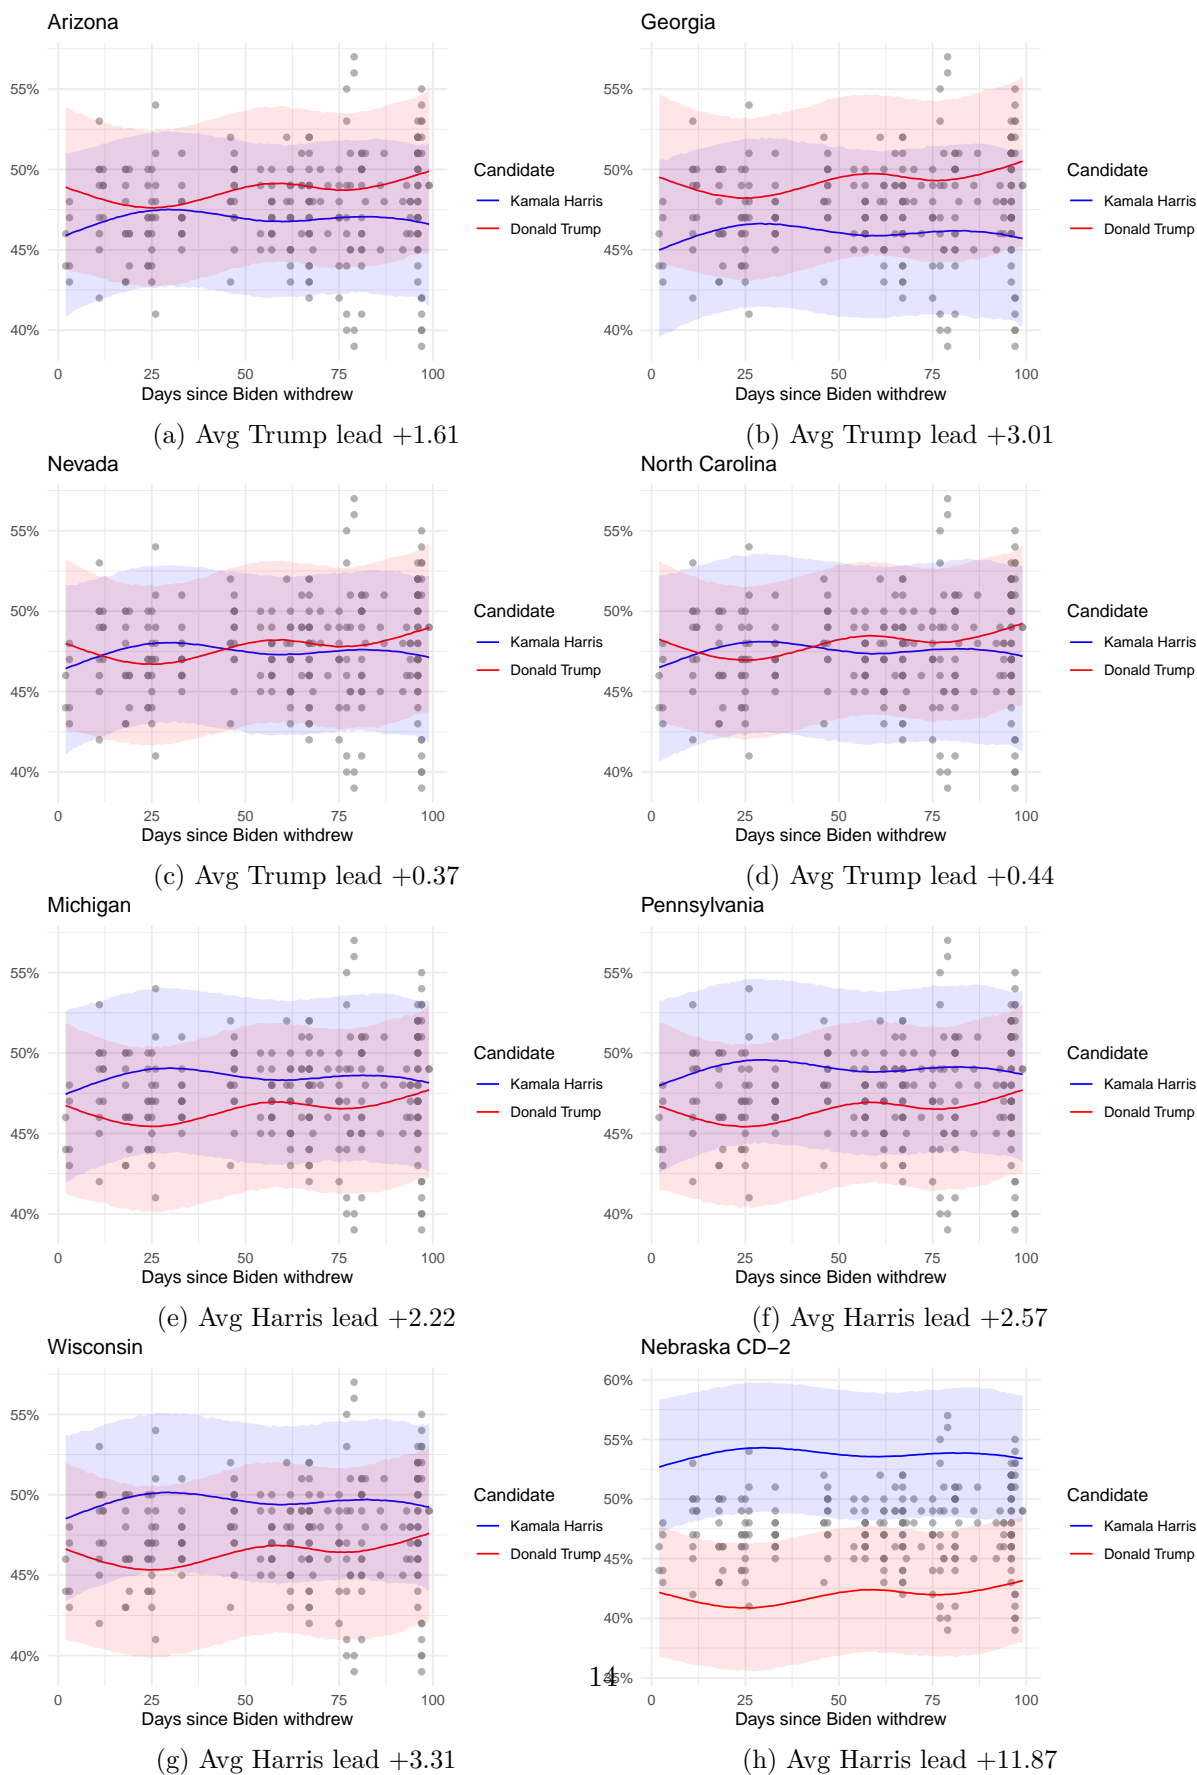 Arizona
55%
50%
45%
40%
0 25 50 75 100
Days since Biden withdrew
Candidate
Kamala Harris
Donald Trump
(a) Avg Trump lead +1.61
Georgia
55%
50%
45%
40%
0 25 50 75 100
Days since Biden withdrew
Candidate
Kamala Harris
Donald Trump
(b) Avg Trump lead +3.01
Nevada
55%
50%
45%
40%
0 25 50 75 100
Days since Biden withdrew
Candidate
Kamala Harris
Donald Trump
(c) Avg Trump lead +0.37
North Carolina
55%
50%
45%
40%
0 25 50 75 100
Days since Biden withdrew
Candidate
Kamala Harris
Donald Trump
(d) Avg Trump lead +0.44
Michigan
55%
50%
45%
40%
0 25 50 75 100
Days since Biden withdrew
Candidate
Kamala Harris
Donald Trump
(e) Avg Harris lead +2.22
Pennsylvania
55%
50%
45%
40%
0 25 50 75 100
Days since Biden withdrew
Candidate
Kamala Harris
Donald Trump
(f) Avg Harris lead +2.57
Wisconsin
55%
50%
45%
40%
0 25 50 75 100
Days since Biden withdrew
Candidate
Kamala Harris
Donald Trump
(g) Avg Harris lead +3.31
Nebraska CD−2
60%
55%
50%
45%
40%
35%
0 25 50 75 100
Days since Biden withdrew
Candidate
Kamala Harris
Donald Trump
(h) Avg Harris lead +11.87
14